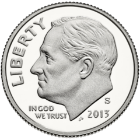 LIBERTY
IN GOD
WE TRUST
S
2013